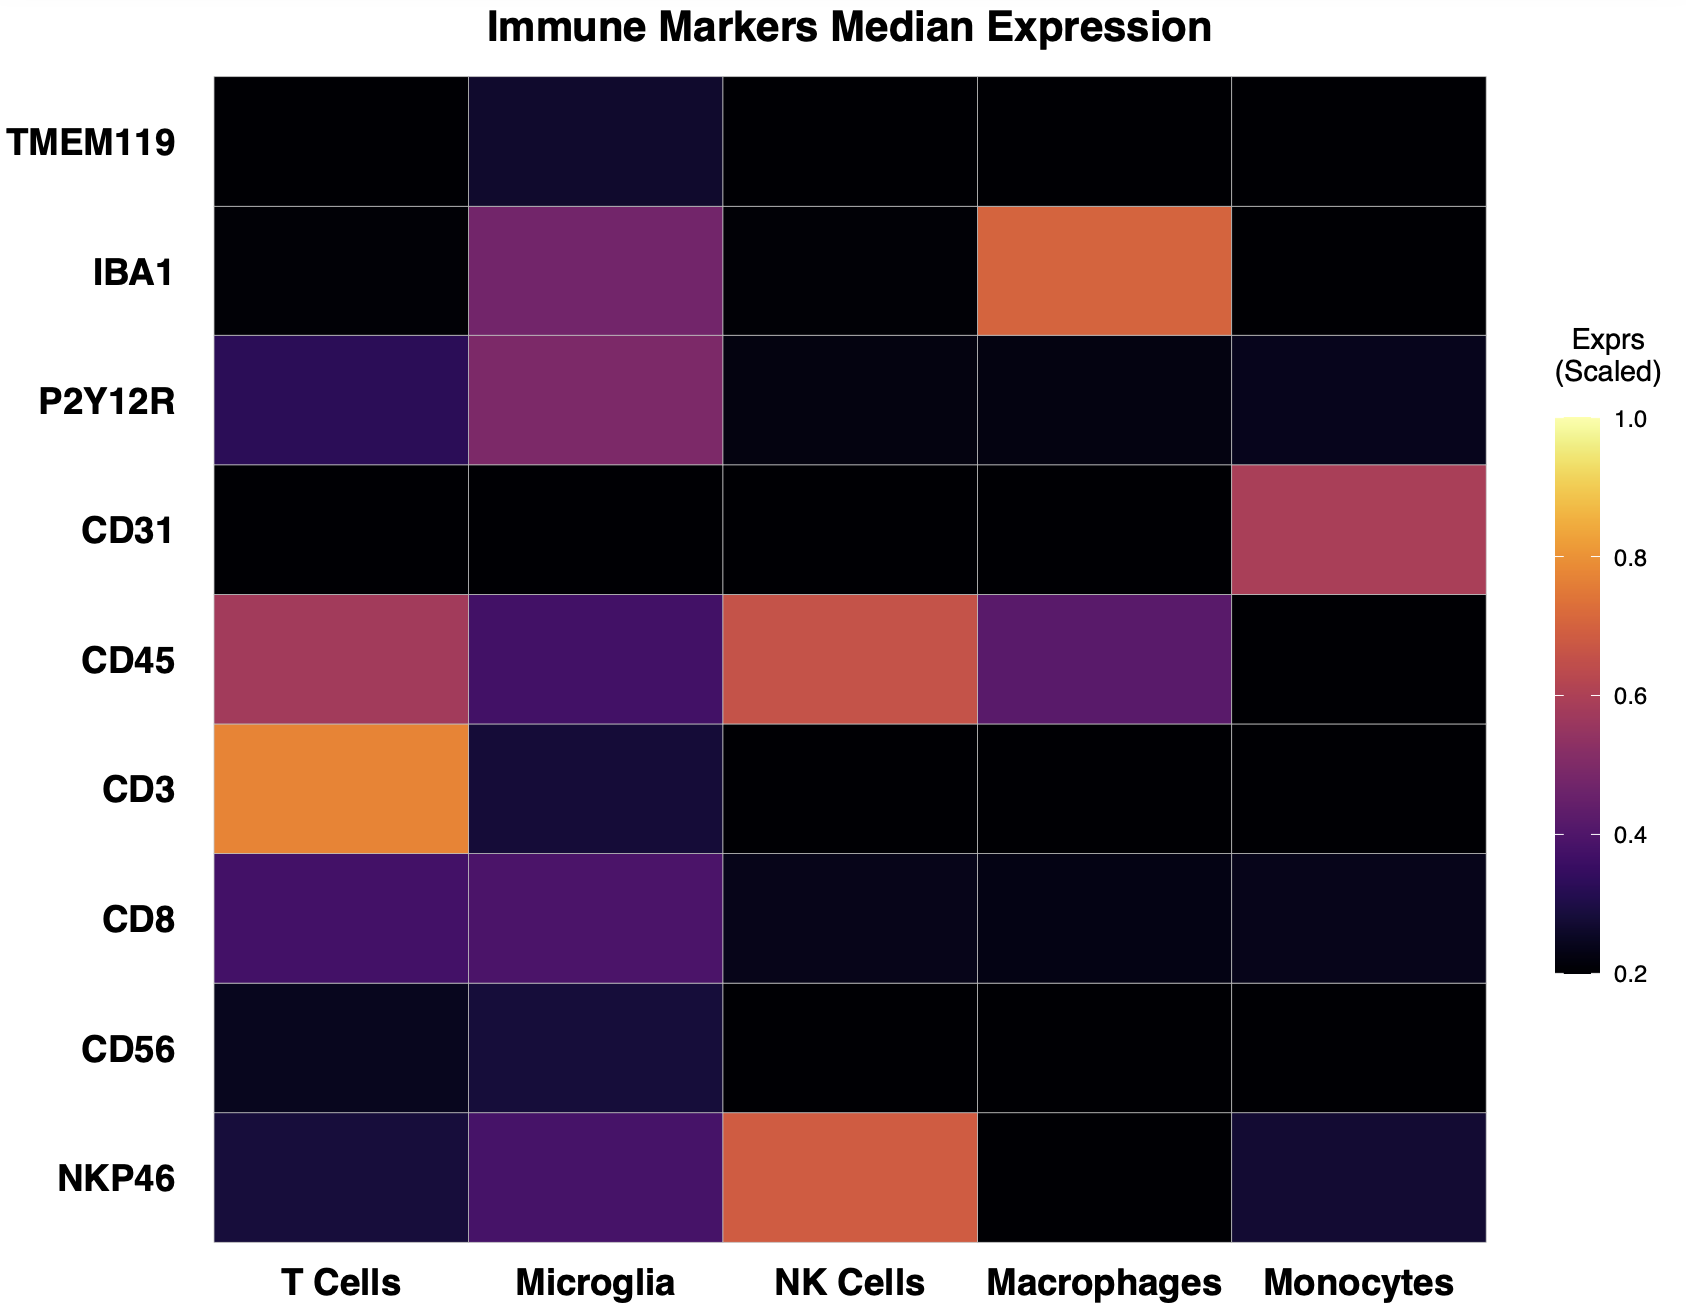 Immune Markers Median Expression
TMEM119
IBA1
P2Y12R
CD31
CD45
CD3
CD8
CD56
NKP46
T Cells
Microglia
NK Cells
Macrophages
Monocytes
Exprs
(Scaled)
1.0
0.8
0.6
0.4
0.2